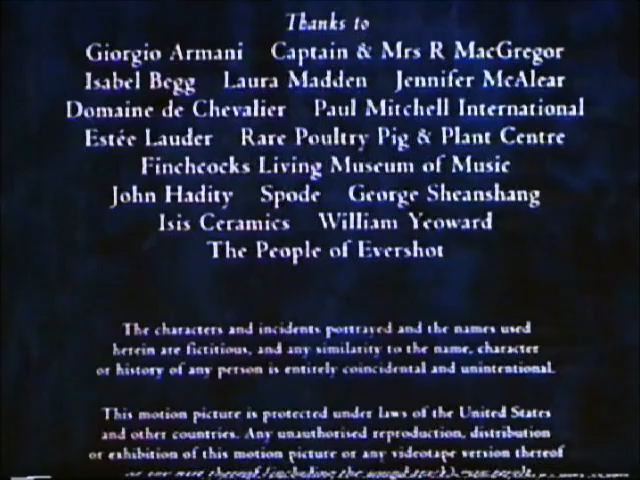 Thanks to
Giorgio Armani Captain & Mrs R MacGregor
Isabel Begg Laura Madden Jennifer McAlear
Domaine de Chevalier Paul Mitchell International
Estée Lauder Rare Poultry Pig & Plant Centre
Finchcocks Living Museum of Music
John Hadity Spode George Sheanshang
Isis Ceramics William Yeoward
The People of Evershot
The characters and incidents portrayed and the names used
herein are fictitious, and any similarity to the name, character
or history of any person is entirely coincidental and unintentional.
This motion picture is protected under laws of the United States
and other countries. Any unauthorised reproduction, distribution
or exhibition of this motion picture or any videotape version thereof